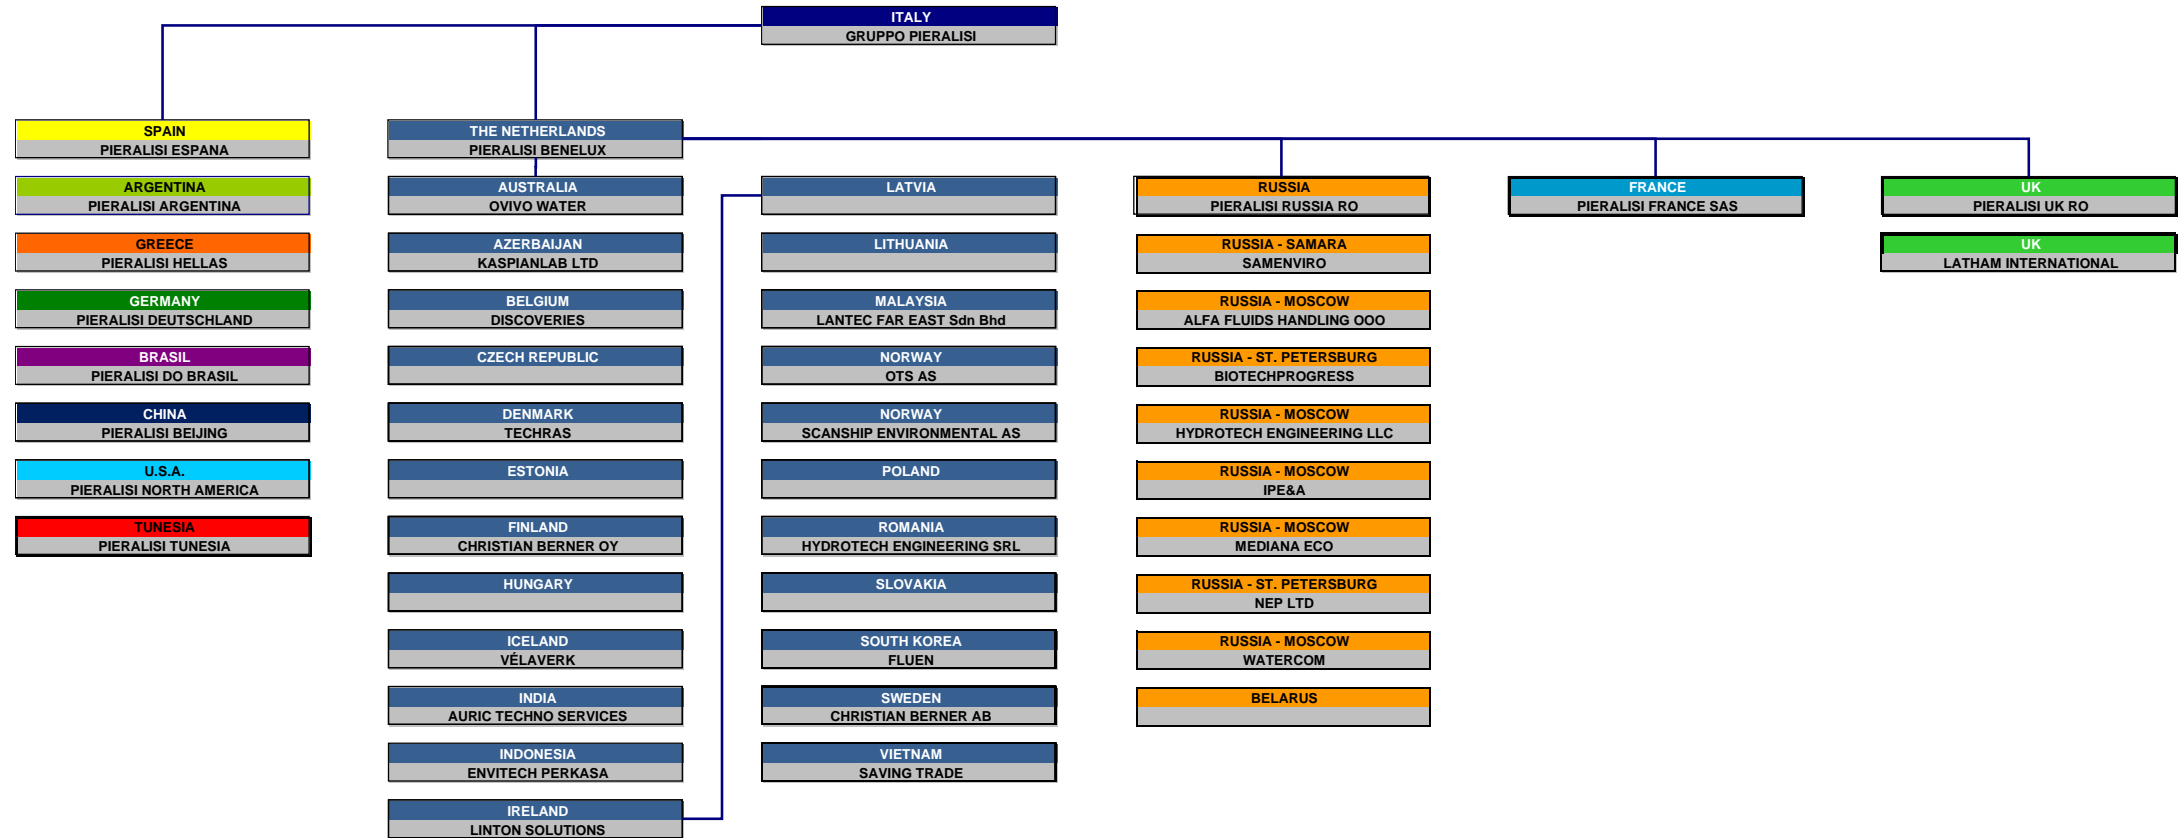 ITALY
GRUPPO PIERALISI
SPAIN
PIERALISI ESPANA
ARGENTINA
PIERALISI ARGENTINA
GREECE
PIERALISI HELLAS
GERMANY
PIERALISI DEUTSCHLAND
BRASIL
PIERALISI DO BRASIL
CHINA
PIERALISI BEIJING
U.S.A.
PIERALISI NORTH AMERICA
TUNESIA
PIERALISI TUNESIA
THE NETHERLANDS
PIERALISI BENELUX
AUSTRALIA
OVIVO WATER
AZERBAIJAN
KASPIANLAB LTD
BELGIUM
DISCOVERIES
CZECH REPUBLIC
DENMARK
TECHRAS
ESTONIA
FINLAND
CHRISTIAN BERNER OY
HUNGARY
ICELAND
VÉLAVERK
INDIA
AURIC TECHNO SERVICES
INDONESIA
ENVITECH PERKASA
IRELAND
LINTON SOLUTIONS
LATVIA
LITHUANIA
MALAYSIA
LANTEC FAR EAST Sdn Bhd
NORWAY
OTS AS
NORWAY
SCANSHIP ENVIRONMENTAL AS
POLAND
ROMANIA
HYDROTECH ENGINEERING SRL
SLOVAKIA
SOUTH KOREA
FLUEN
SWEDEN
CHRISTIAN BERNER AB
VIETNAM
SAVING TRADE
RUSSIA
PIERALISI RUSSIA RO
RUSSIA - SAMARA
SAMENVIRO
RUSSIA - MOSCOW
ALFA FLUIDS HANDLING OOO
RUSSIA - ST. PETERSBURG
BIOTECHPROGRESS
RUSSIA - MOSCOW
HYDROTECH ENGINEERING LLC
RUSSIA - MOSCOW
IPE&A
RUSSIA - MOSCOW
MEDIANA ECO
RUSSIA - ST. PETERSBURG
NEP LTD
RUSSIA - MOSCOW
WATERCOM
BELARUS
FRANCE
PIERALISI FRANCE SAS
UK
PIERALISI UK RO
UK
LATHAM INTERNATIONAL